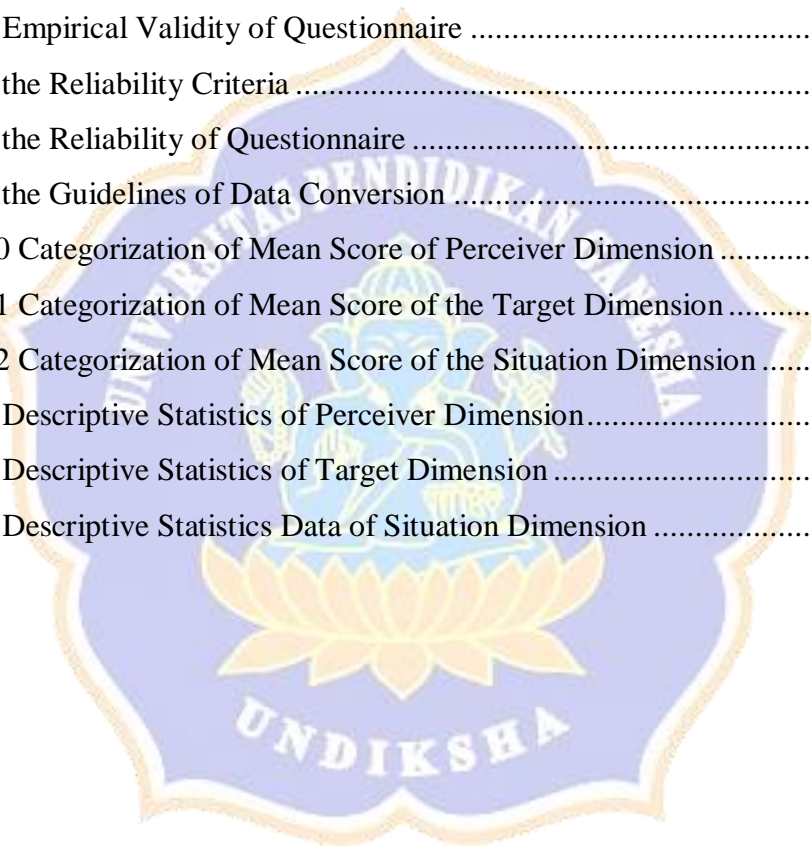 Empirical Validity of Questionnaire ......................................
the Reliability Criteria ..........................................................
the Reliability of Questionnaire .............................................
the Guidelines of Data Conversion ........................................
0 Categorization of Mean Score of Perceiver Dimension ...........
1 Categorization of Mean Score of the Target Dimension ..........
2 Categorization of Mean Score of the Situation Dimension ......
Descriptive Statistics of Perceiver Dimension.........................
Descriptive Statistics of Target Dimension .............................
Descriptive Statistics Data of Situation Dimension .................
UNIVERSITAS PENDIDIKAN GANESHA
UNDIKSHA